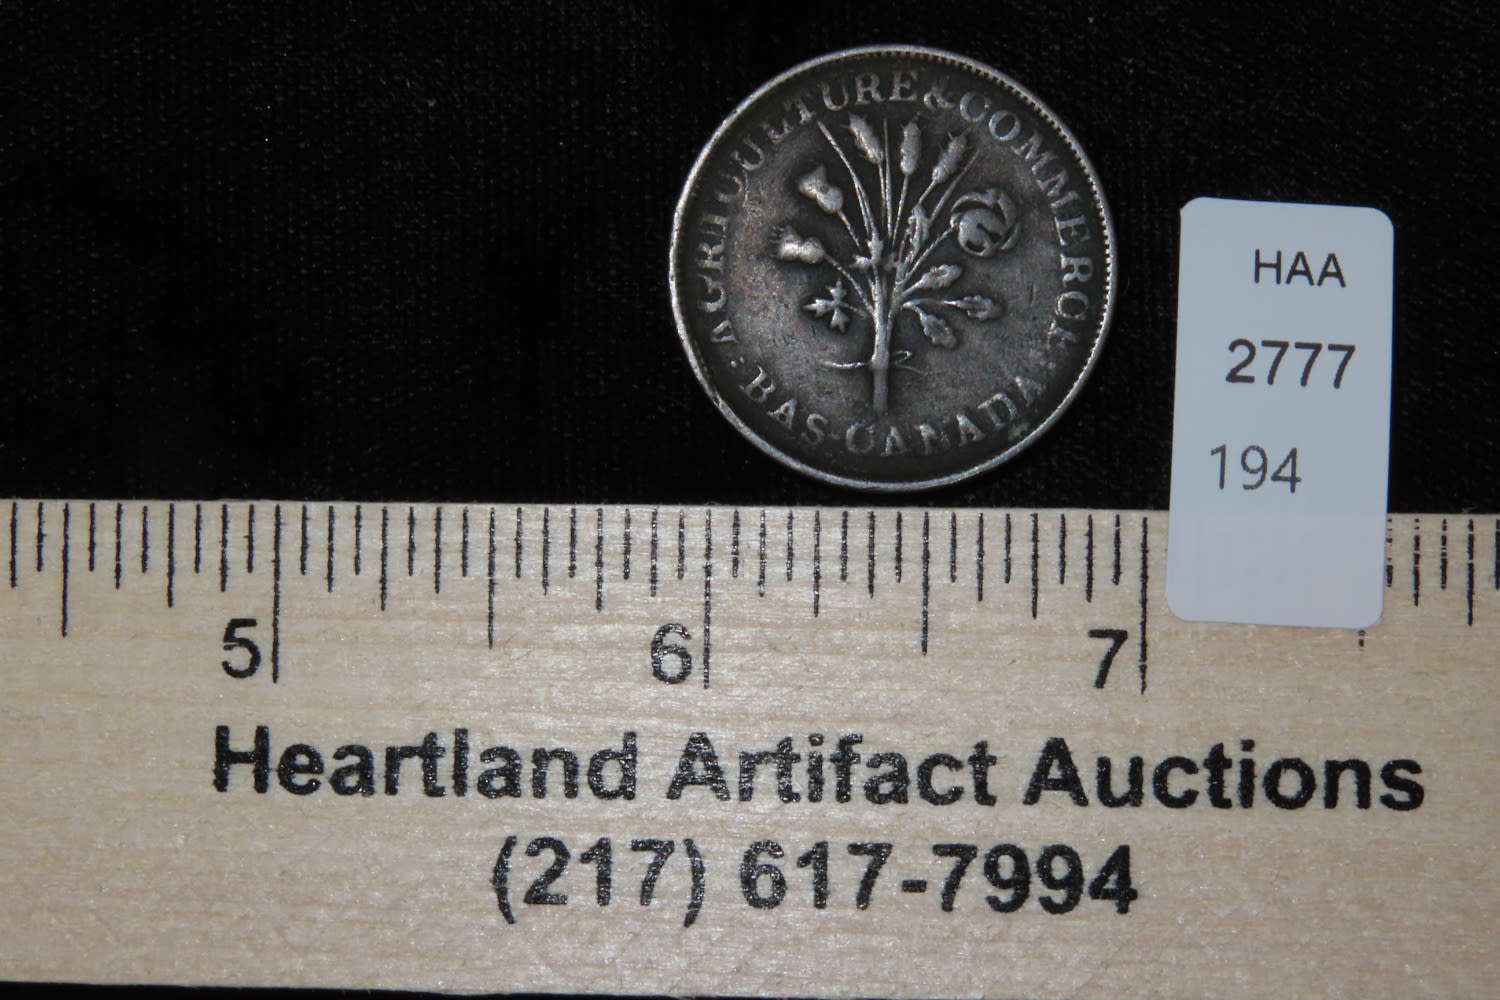 AGRICULTURE & COMMERCE
: BAS-CANADA :
HAA
2777
194
5 6 7
Heartland Artifact Auctions
(217) 617-7994